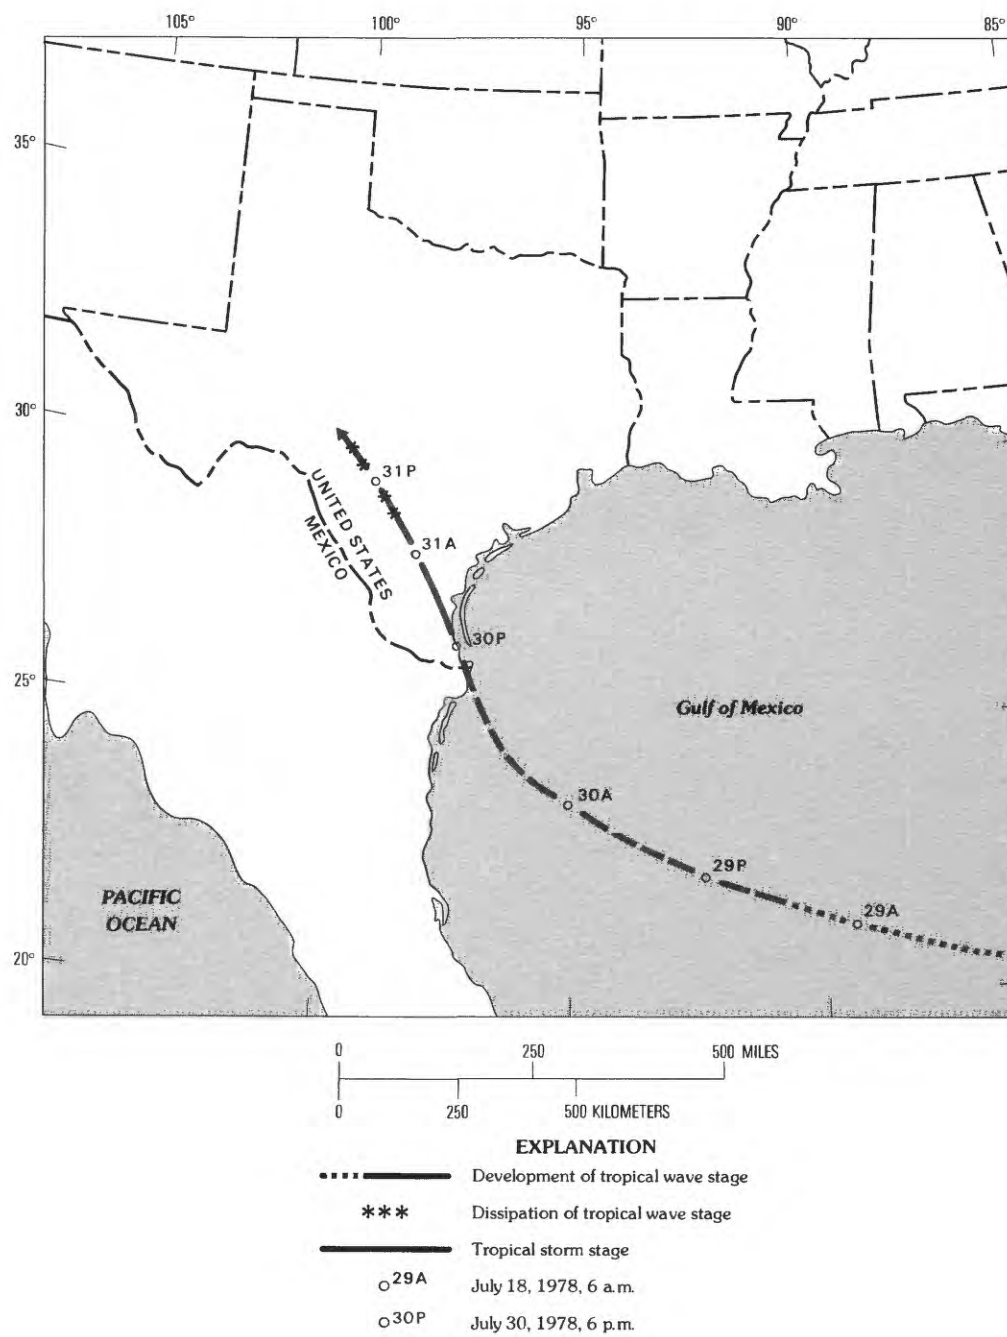 105° 100° 95° 90° 85°
35°
30°
25°
20°
31P
31A
30P
30A
29P
29A
UNITED STATES
MEXICO
Gulf of Mexico
PACIFIC
OCEAN
0 250 500 MILES
0 250 500 KILOMETERS
EXPLANATION
Development of tropical wave stage
*** Dissipation of tropical wave stage
Tropical storm stage
29A July 18, 1978, 6 a.m.
30P July 30, 1978, 6 p.m.